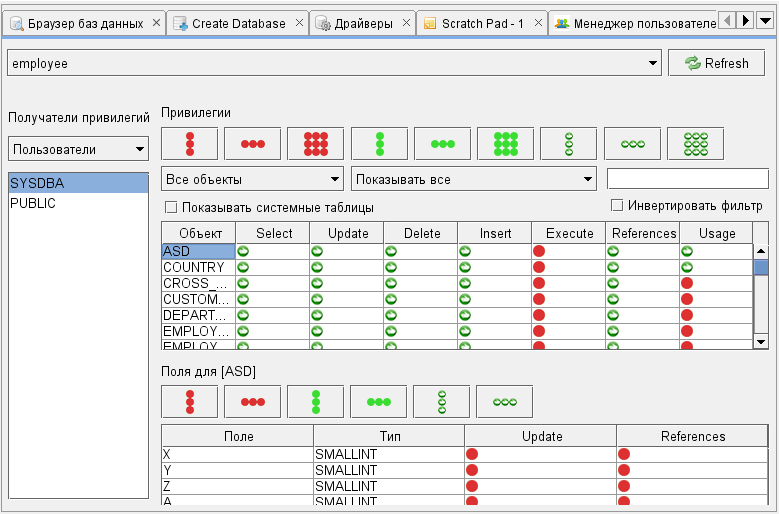 Браузер баз данных
Create Database
Драйверы
Scratch Pad - 1
Менеджер пользователе
employee
Refresh
Получатели привилегий
Пользователи
SYSDBA
PUBLIC
Привилегии
Все объекты
Показывать все
Показывать системные таблицы
Инвертировать фильтр
Объект Select Update Delete Insert Execute References Usage
ASD
COUNTRY
CROSS_...
CUSTOM...
DEPART...
EMPLOY...
EMPLOY
Поля для [ASD]
Поле Тип Update References
X SMALLINT
Y SMALLINT
Z SMALLINT
A SMALLINT